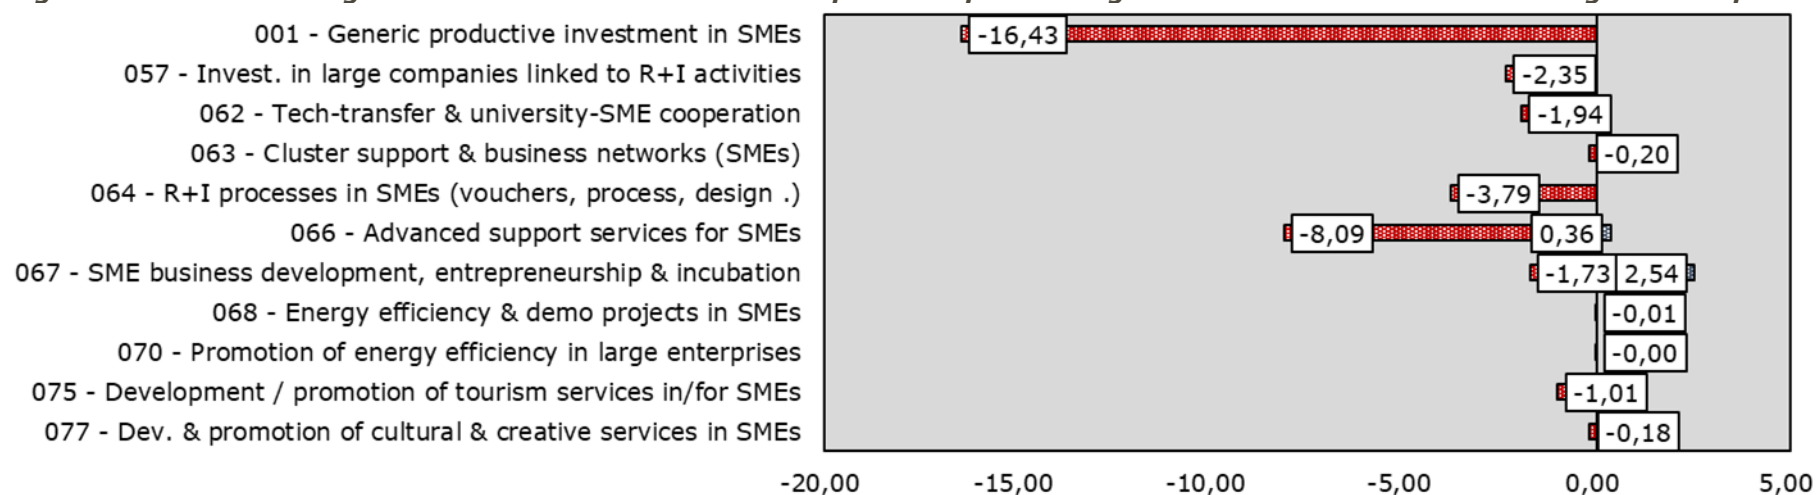 001 - Generic productive investment in SMEs -16,43
057 - Invest. in large companies linked to R+I activities -2,35
062 - Tech-transfer & university-SME cooperation -1,94
063 - Cluster support & business networks (SMEs) -0,20
064 - R+I processes in SMEs (vouchers, process, design .) -3,79
066 - Advanced support services for SMEs -8,09 0,36
067 - SME business development, entrepreneurship & incubation -1,73 2,54
068 - Energy efficiency & demo projects in SMEs -0,01
070 - Promotion of energy efficiency in large enterprises -0,00
075 - Development / promotion of tourism services in/for SMEs -1,01
077 - Dev. & promotion of cultural & creative services in SMEs -0,18
-20,00 -15,00 -10,00 -5,00 0,00 5,00